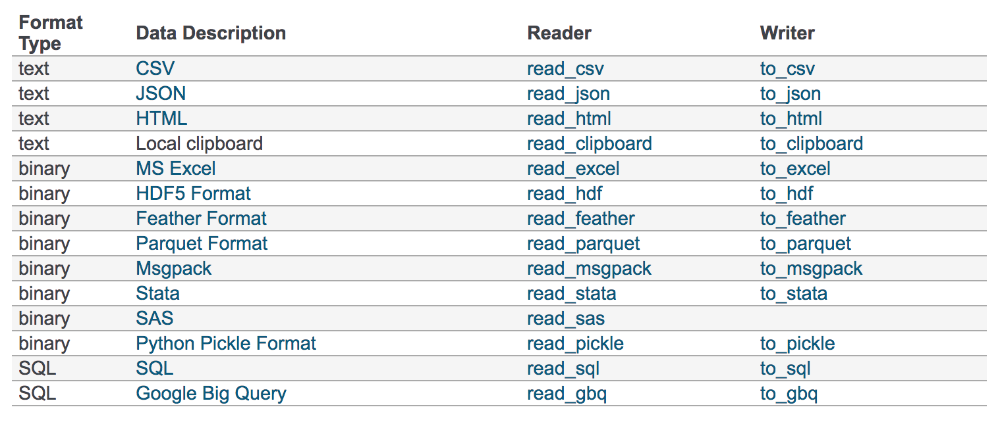 Format Type Data Description Reader Writer
text CSV read_csv to_csv
text JSON read_json to_json
text HTML read_html to_html
text Local clipboard read_clipboard to_clipboard
binary MS Excel read_excel to_excel
binary HDF5 Format read_hdf to_hdf
binary Feather Format read_feather to_feather
binary Parquet Format read_parquet to_parquet
binary Msgpack read_msgpack to_msgpack
binary Stata read_stata to_stata
binary SAS read_sas
binary Python Pickle Format read_pickle to_pickle
SQL SQL read_sql to_sql
SQL Google Big Query read_gbq to_gbq